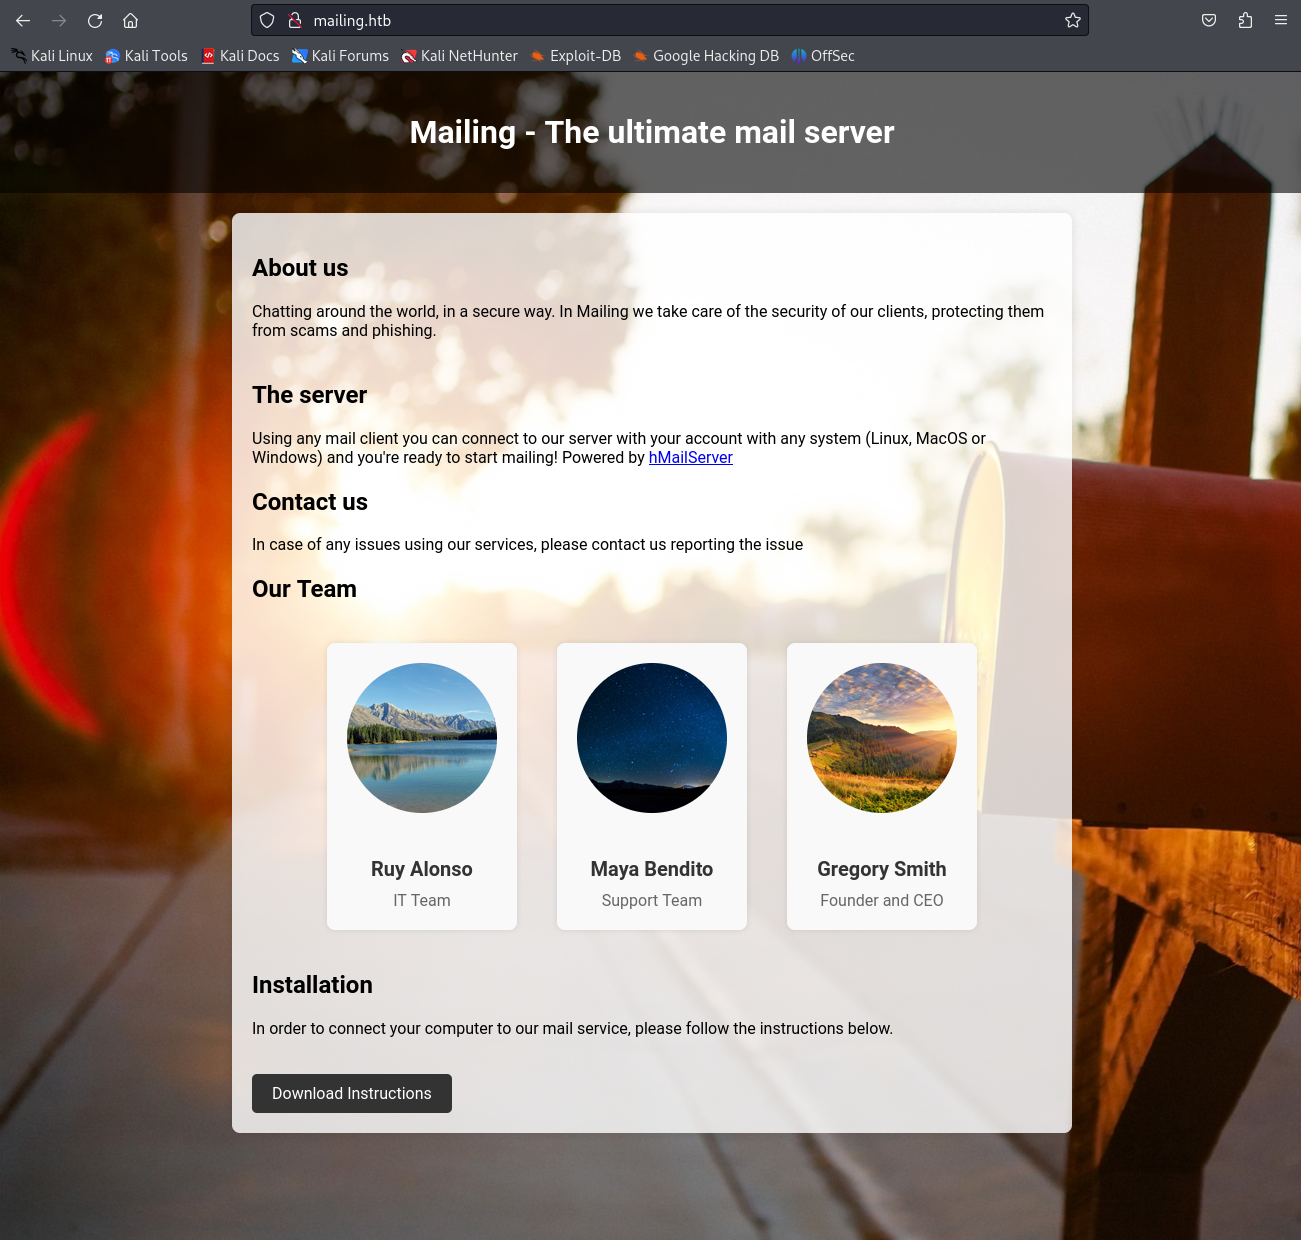 mailing.htb
Kali Linux Kali Tools Kali Docs Kali Forums Kali NetHunter Exploit-DB Google Hacking DB OffSec
Mailing - The ultimate mail server
About us
Chatting around the world, in a secure way. In Mailing we take care of the security of our clients, protecting them
from scams and phishing.
The server
Using any mail client you can connect to our server with your account with any system (Linux, MacOS or
Windows) and you're ready to start mailing! Powered by hMailServer
Contact us
In case of any issues using our services, please contact us reporting the issue
Our Team
Ruy Alonso
IT Team
Maya Bendito
Support Team
Gregory Smith
Founder and CEO
Installation
In order to connect your computer to our mail service, please follow the instructions below.
Download Instructions